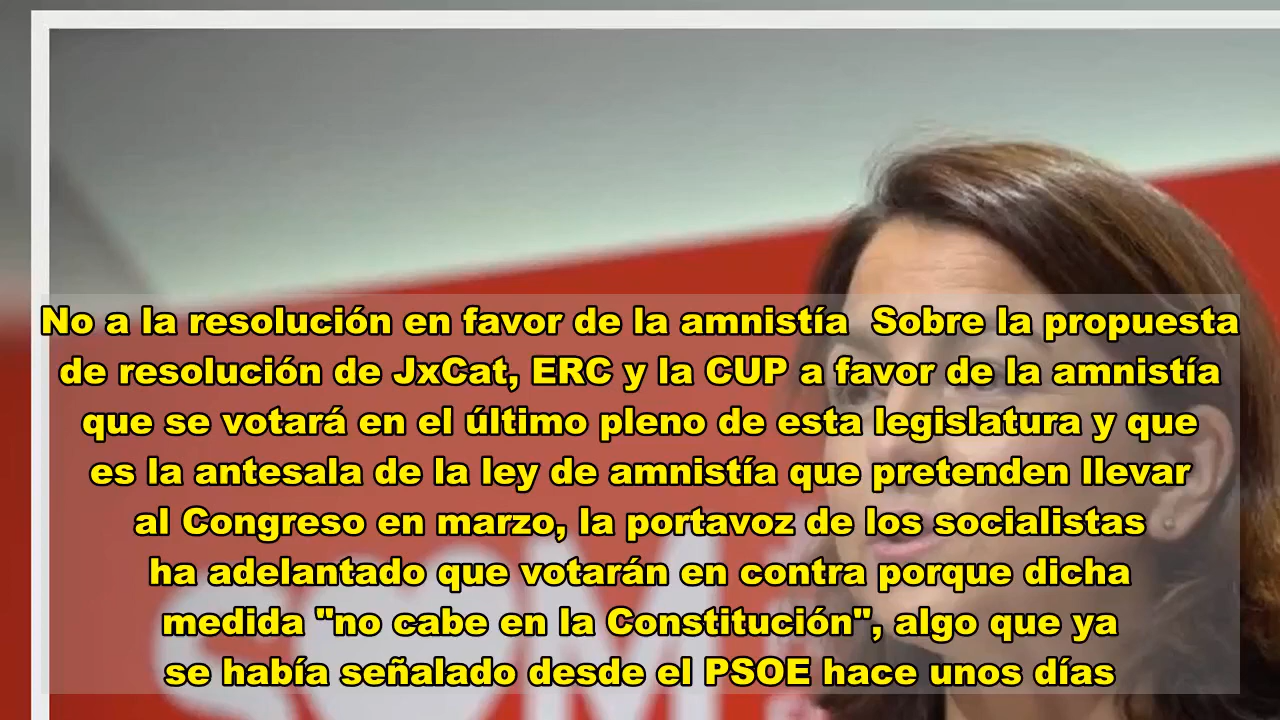 No a la resolución en favor de la amnistía  Sobre la propuesta
de resolución de JxCat, ERC y la CUP a favor de la amnistía
que se votará en el último pleno de esta legislatura y que
es la antesala de la ley de amnistía que pretenden llevar
al Congreso en marzo, la portavoz de los socialistas
ha adelantado que votarán en contra porque dicha
medida "no cabe en la Constitución", algo que ya
se había señalado desde el PSOE hace unos días